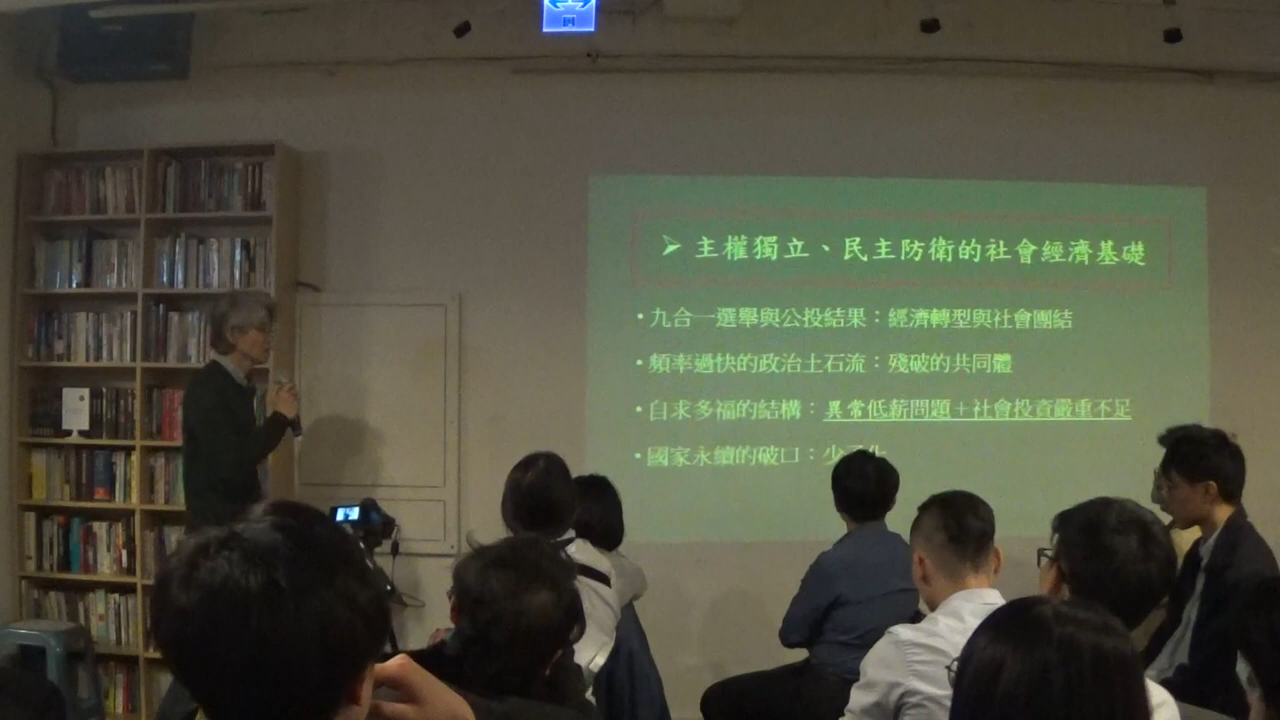 ➢ 主權獨立、民主防衛的社會經濟基礎
• 九合一選舉與公投結果：經濟轉型與社會團結
• 頻率過快的政治土石流：殘破的共同體
• 自求多福的結構：異常低薪問題＋社會投資嚴重不足
• 國家永續的破口：少子化